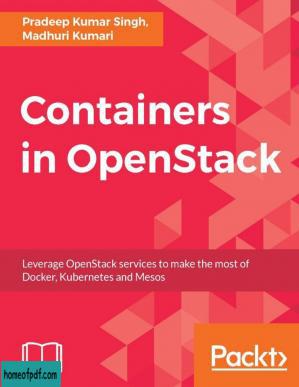 Pradeep Kumar Singh,
Madhuri Kumari
Containers
in OpenStack
Leverage OpenStack services to make the most of
Docker, Kubernetes and Mesos
Packt>
homeofpdf.com